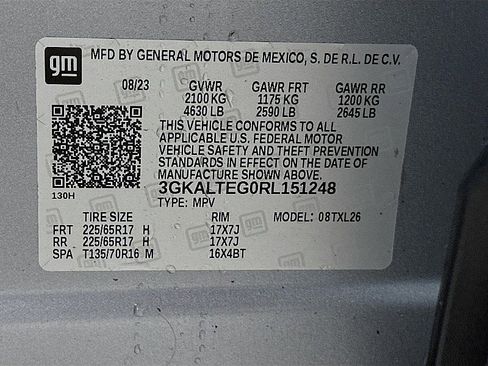 gm MFD BY GENERAL MOTORS DE MEXICO, S. DE R.L. DE C.V.
08/23 GVWR GAWR FRT GAWR RR
2100 KG 1175 KG 1200 KG
4630 LB 2590 LB 2645 LB
THIS VEHICLE CONFORMS TO ALL
APPLICABLE U.S. FEDERAL MOTOR
VEHICLE SAFETY AND THEFT PREVENTION
STANDARDS IN EFFECT ON THE DATE OF
MANUFACTURE SHOWN ABOVE.
3GKALTEG0RL151248
130H TYPE: MPV
TIRE SIZE RIM MODEL: 08TXL26
FRT 225/65R17 H 17X7J
RR 225/65R17 H 17X7J
SPA T135/70R16 M 16X4BT